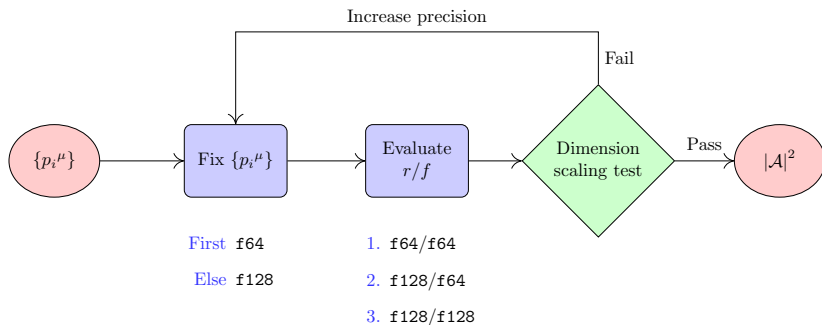 Increase precision
Fail
{p_i^μ}
Fix {p_i^μ}
Evaluate
r/f
Dimension
scaling test
Pass
|𝒜|²
First f64
Else f128
1. f64/f64
2. f128/f64
3. f128/f128